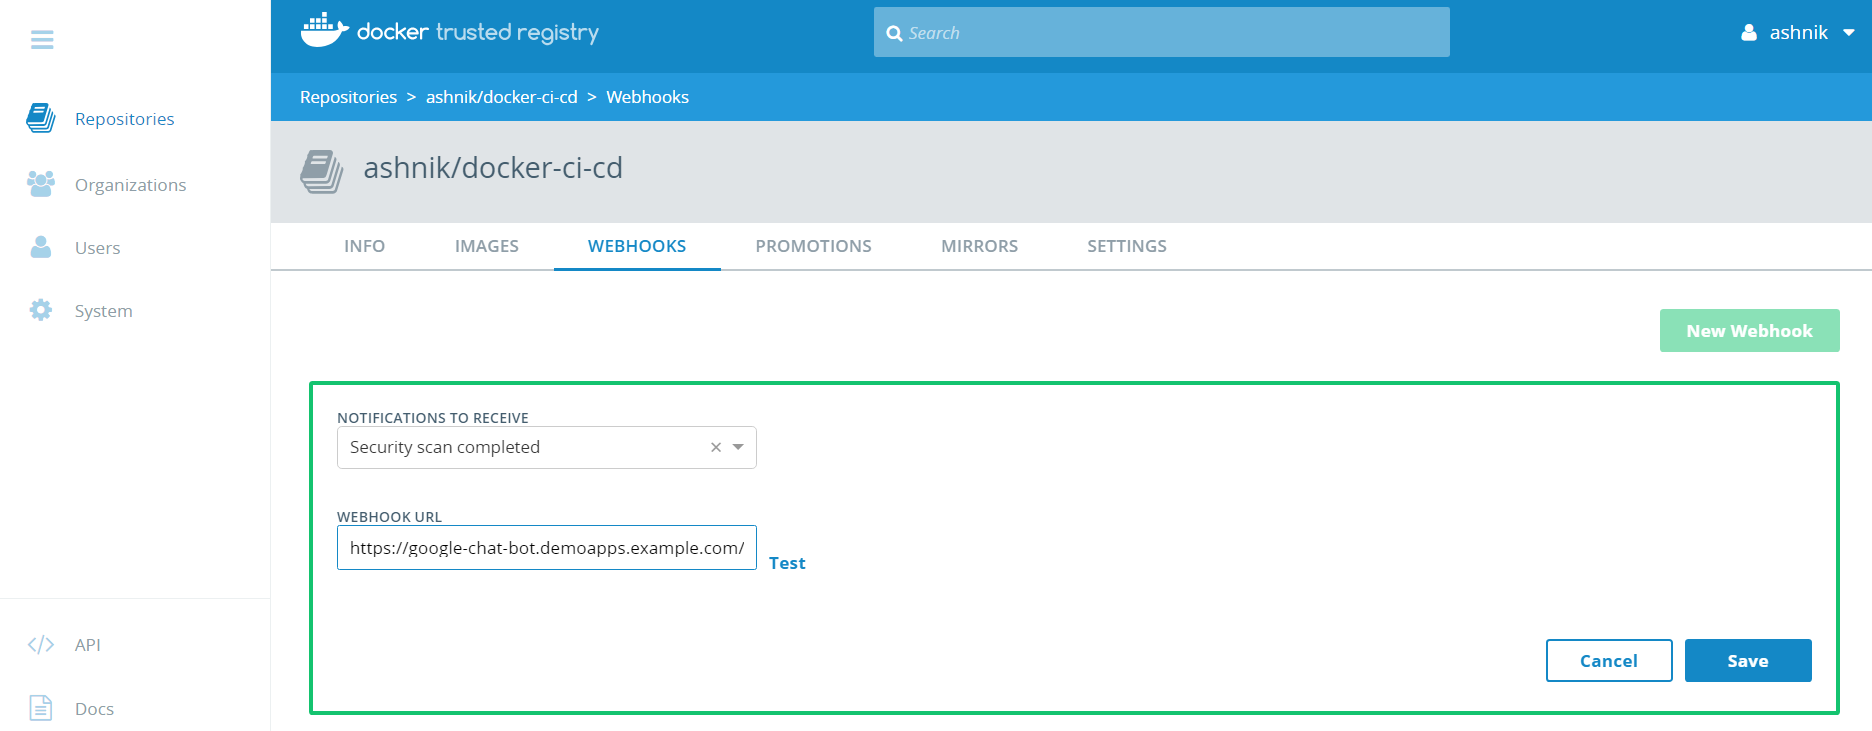 docker trusted registry
Search
ashnik
Repositories
Organizations
Users
System
API
Docs
Repositories > ashnik/docker-ci-cd > Webhooks
ashnik/docker-ci-cd
INFO IMAGES WEBHOOKS PROMOTIONS MIRRORS SETTINGS
New Webhook
NOTIFICATIONS TO RECEIVE
Security scan completed
WEBHOOK URL
https://google-chat-bot.demoapps.example.com/
Test
Cancel Save